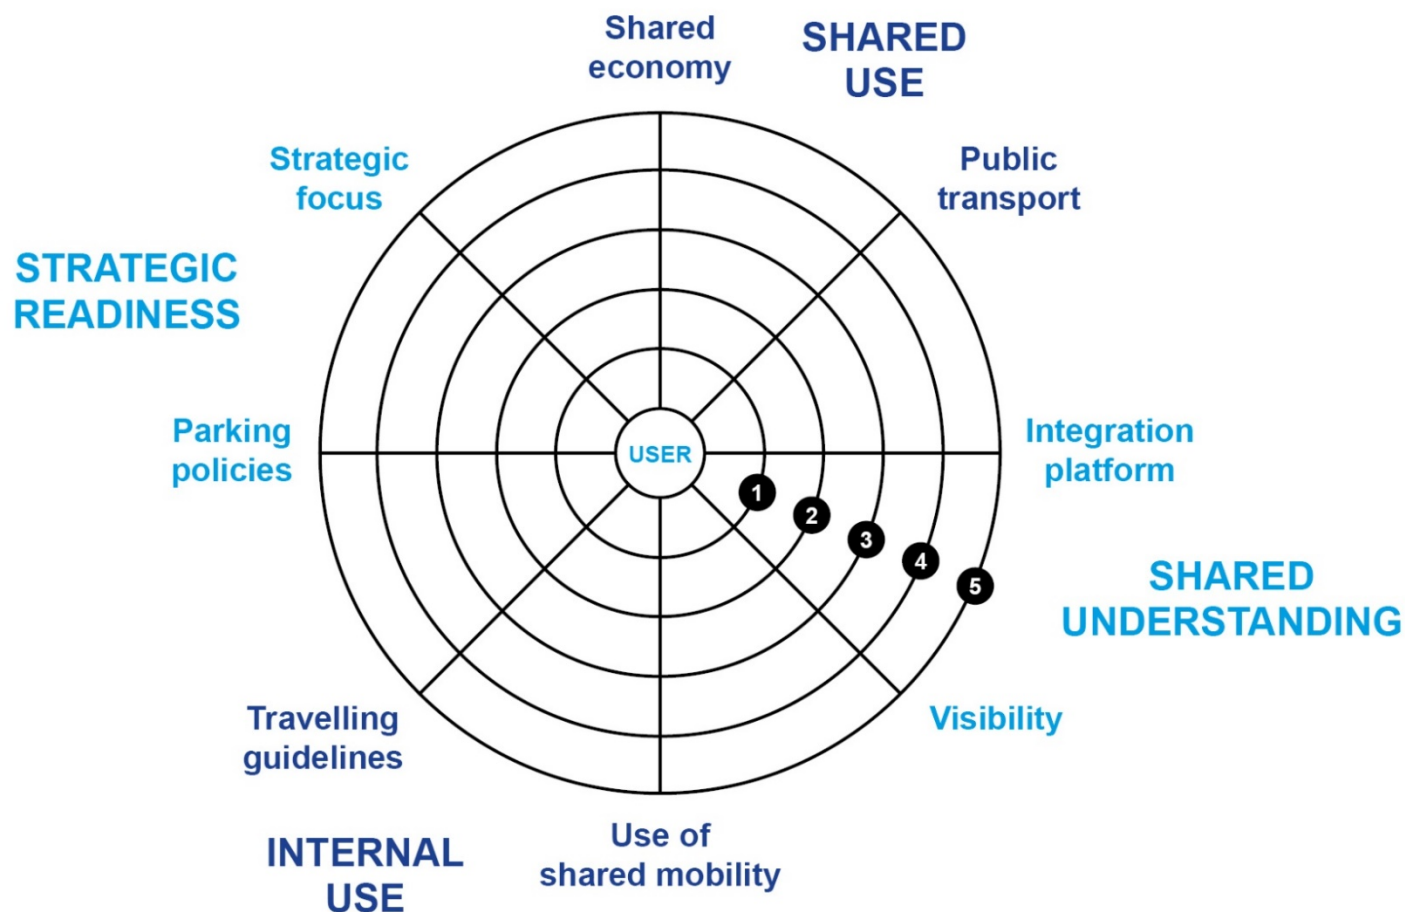 Shared
economy
SHARED
USE
Strategic
focus
Public
transport
STRATEGIC
READINESS
Parking
policies
USER
Integration
platform
1
2
3
4
5
SHARED
UNDERSTANDING
Travelling
guidelines
Visibility
INTERNAL
USE
Use of
shared mobility